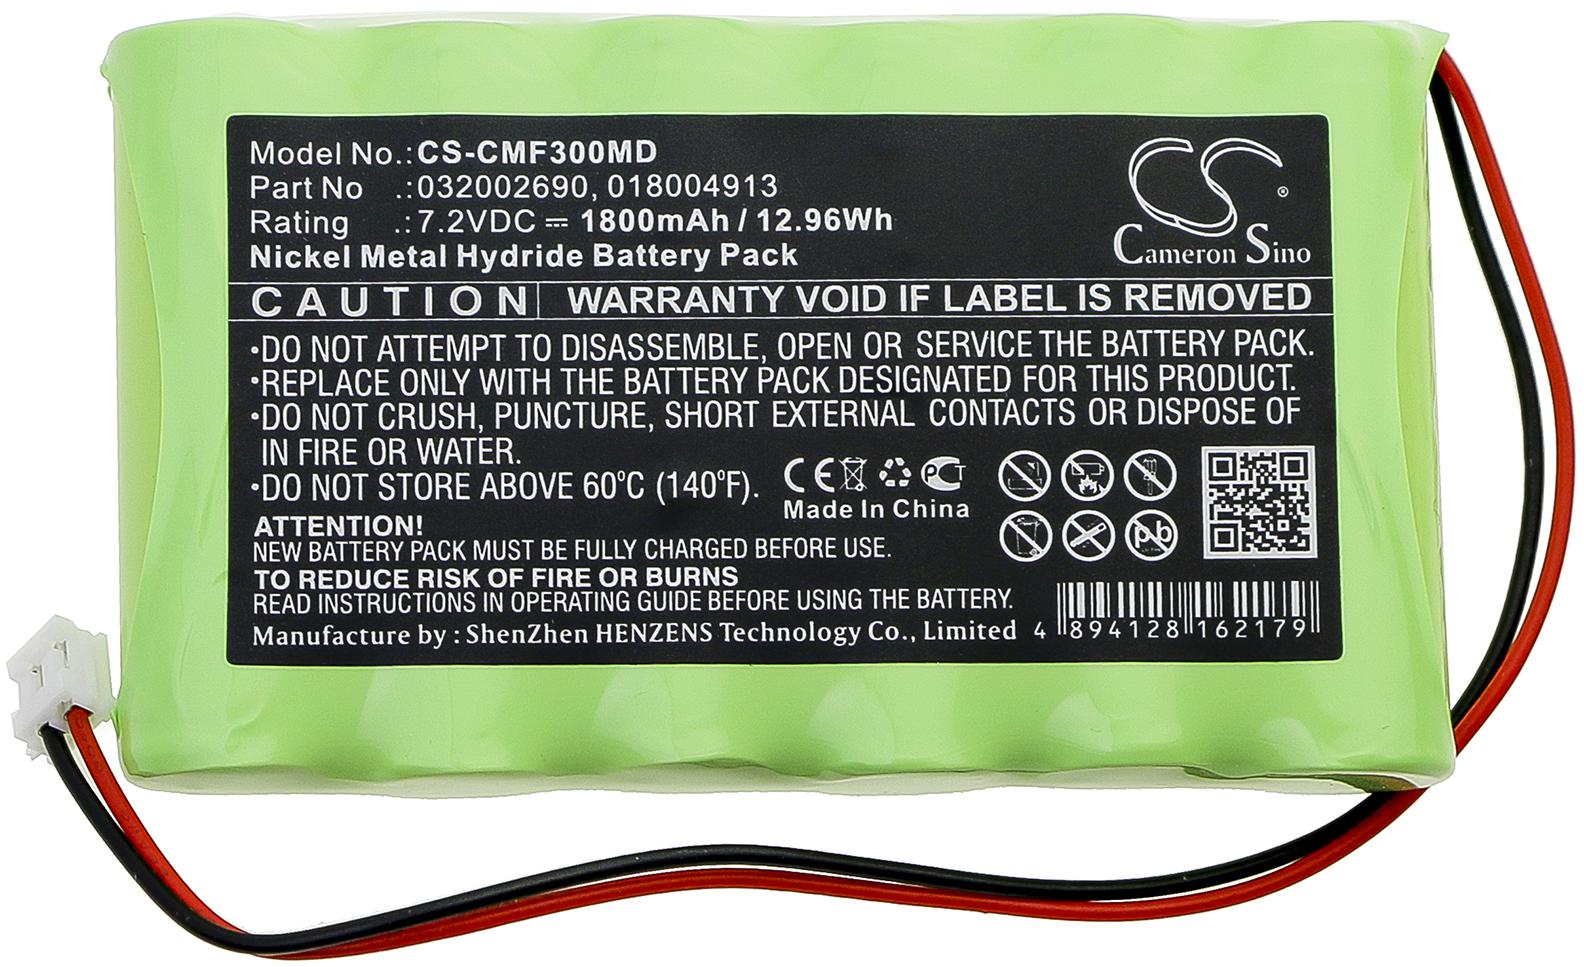 Model No.:CS-CMF300MD
Part No .:032002690, 018004913
Rating .:7.2VDC ⎓ 1800mAh / 12.96Wh
Nickel Metal Hydride Battery Pack
Cameron Sino
®
CAUTION WARRANTY VOID IF LABEL IS REMOVED
·DO NOT ATTEMPT TO DISASSEMBLE, OPEN OR SERVICE THE BATTERY PACK.
·REPLACE ONLY WITH THE BATTERY PACK DESIGNATED FOR THIS PRODUCT.
·DO NOT CRUSH, PUNCTURE, SHORT EXTERNAL CONTACTS OR DISPOSE OF
IN FIRE OR WATER.
·DO NOT STORE ABOVE 60°C (140°F).
CE PCT
Made In China
Pb
ATTENTION!
NEW BATTERY PACK MUST BE FULLY CHARGED BEFORE USE.
TO REDUCE RISK OF FIRE OR BURNS
READ INSTRUCTIONS IN OPERATING GUIDE BEFORE USING THE BATTERY.
Manufacture by : ShenZhen HENZENS Technology Co., Limited
4 894128 162179